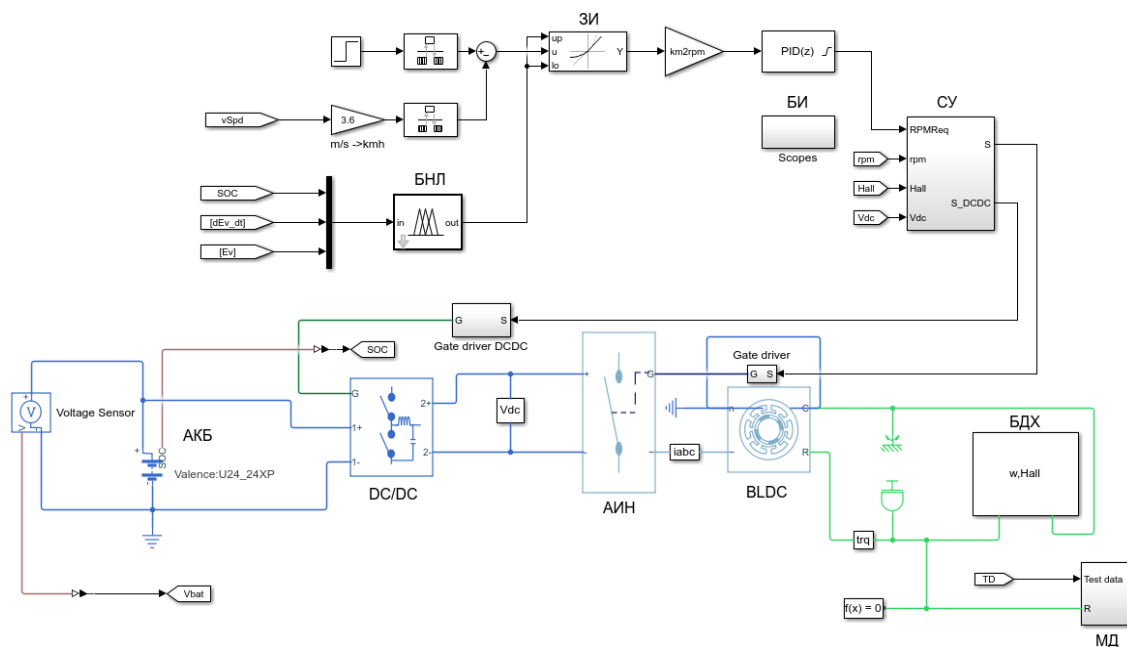 ЗИ
up
u
lo
Y
km2rpm
PID(z)
+
−
vSpd
3.6
m/s ->kmh
БИ
Scopes
СУ
RPMReq
rpm
Hall
Vdc
S
S_DCDC
rpm
Hall
Vdc
SOC
[dEv_dt]
[Ev]
БНЛ
in
out
G
S
Gate driver DCDC
SOC
Gate driver
G
S
+
V
V
Voltage Sensor
+
SOC
АКБ
Valence:U24_24XP
G
1+
1-
2+
2-
DC/DC
Vdc
+
−
G
~
АИН
iabc
~
n
C
R
BLDC
БДХ
w,Hall
trq
Vbat
f(x) = 0
TD
Test data
R
МД